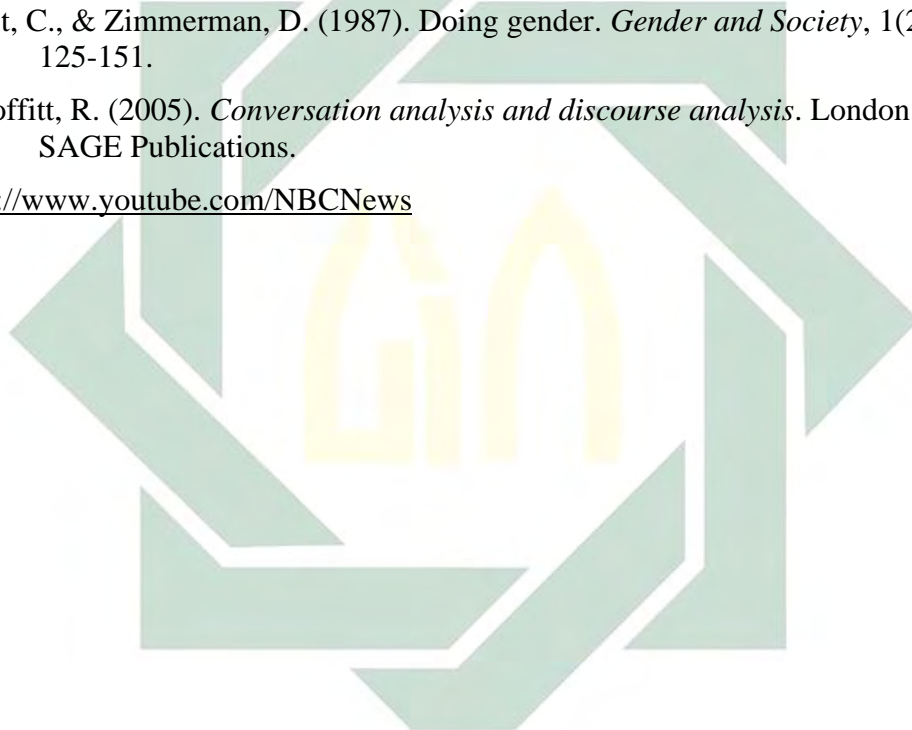 t, C., & Zimmerman, D. (1987). Doing gender. Gender and Society, 1(2
125-151.
offitt, R. (2005). Conversation analysis and discourse analysis. London
SAGE Publications.
://www.youtube.com/NBCNews